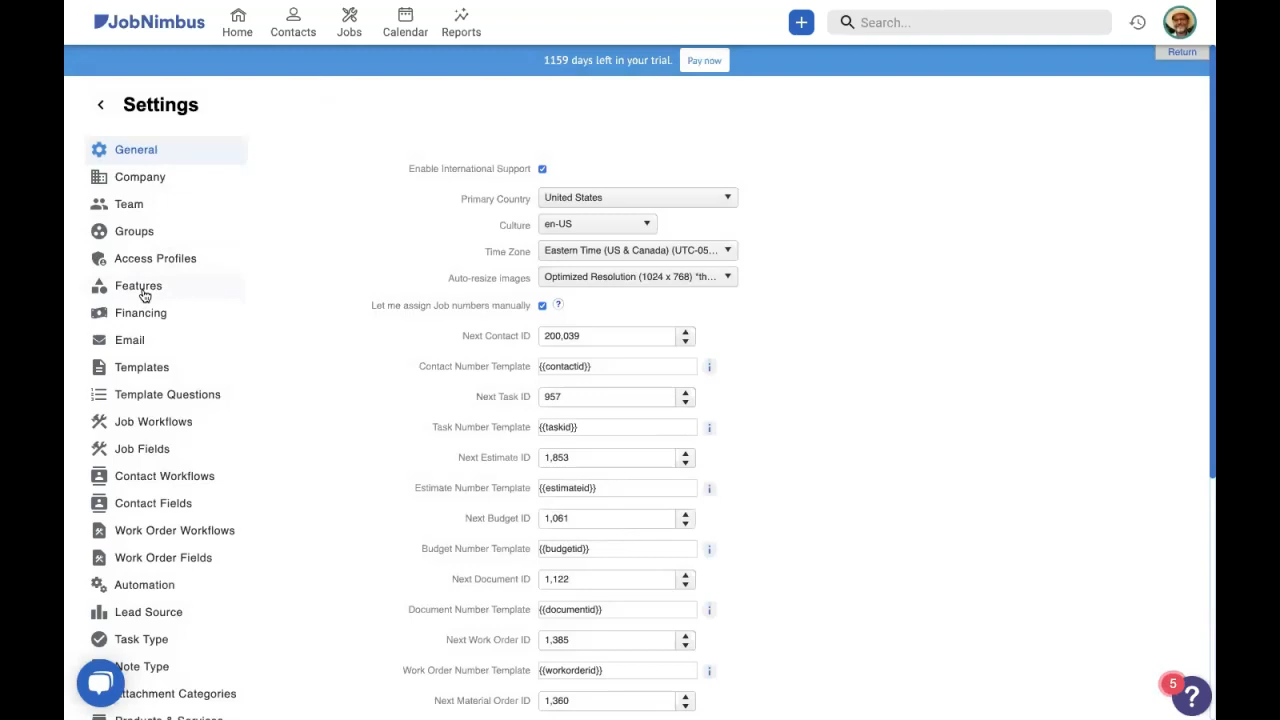 JobNimbus
Home
Contacts
Jobs
Calendar
Reports
+
Search...
1159 days left in your trial.
Pay now
Return
Settings
General
Company
Team
Groups
Access Profiles
Features
Financing
Email
Templates
Template Questions
Job Workflows
Job Fields
Contact Workflows
Contact Fields
Work Order Workflows
Work Order Fields
Automation
Lead Source
Task Type
Note Type
ttachment Categories
Products & Services
Enable International Support
Primary Country United States
Culture en-US
Time Zone Eastern Time (US & Canada) (UTC-05...
Auto-resize images Optimized Resolution (1024 x 768) "th...
Let me assign Job numbers manually ?
Next Contact ID 200,039
Contact Number Template {{contactid}} i
Next Task ID 957
Task Number Template {{taskid}} i
Next Estimate ID 1,853
Estimate Number Template {{estimateid}} i
Next Budget ID 1,061
Budget Number Template {{budgetid}} i
Next Document ID 1,122
Document Number Template {{documentid}} i
Next Work Order ID 1,385
Work Order Number Template {{workorderid}} i
Next Material Order ID 1,360
5
?